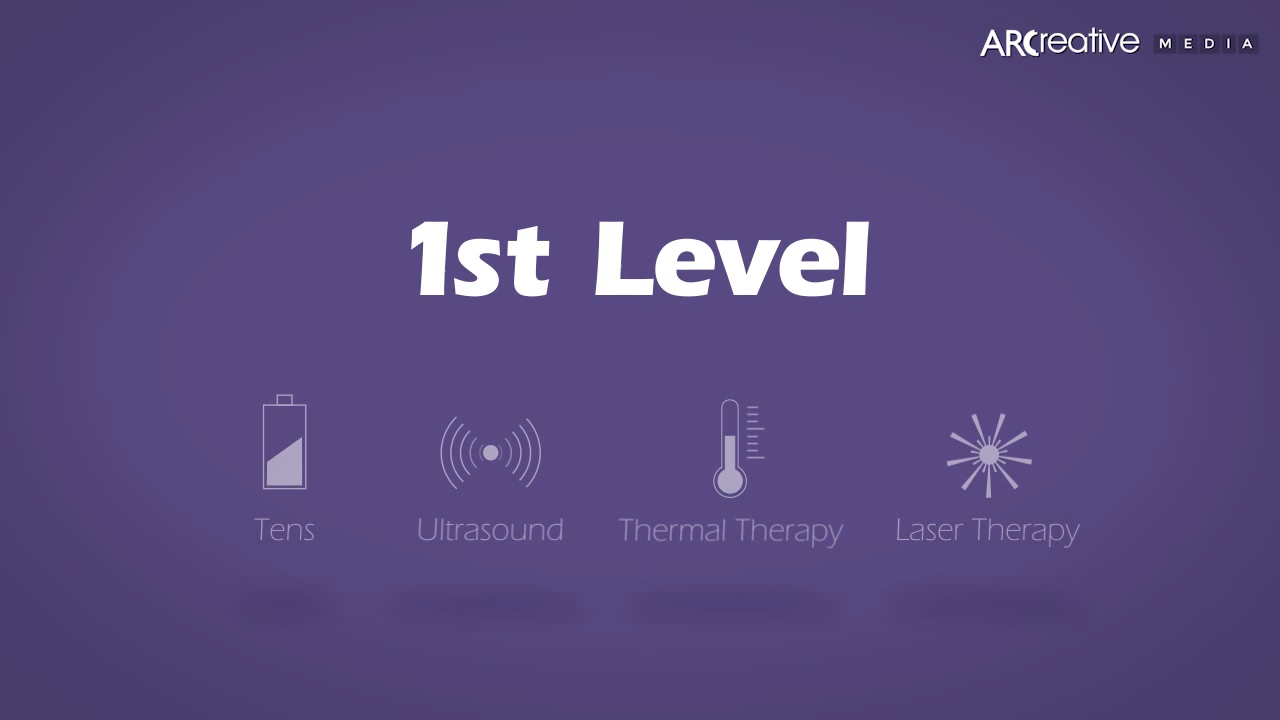 ARCreative MEDIA
1st Level
Tens
Ultrasound
Thermal Therapy
Laser Therapy